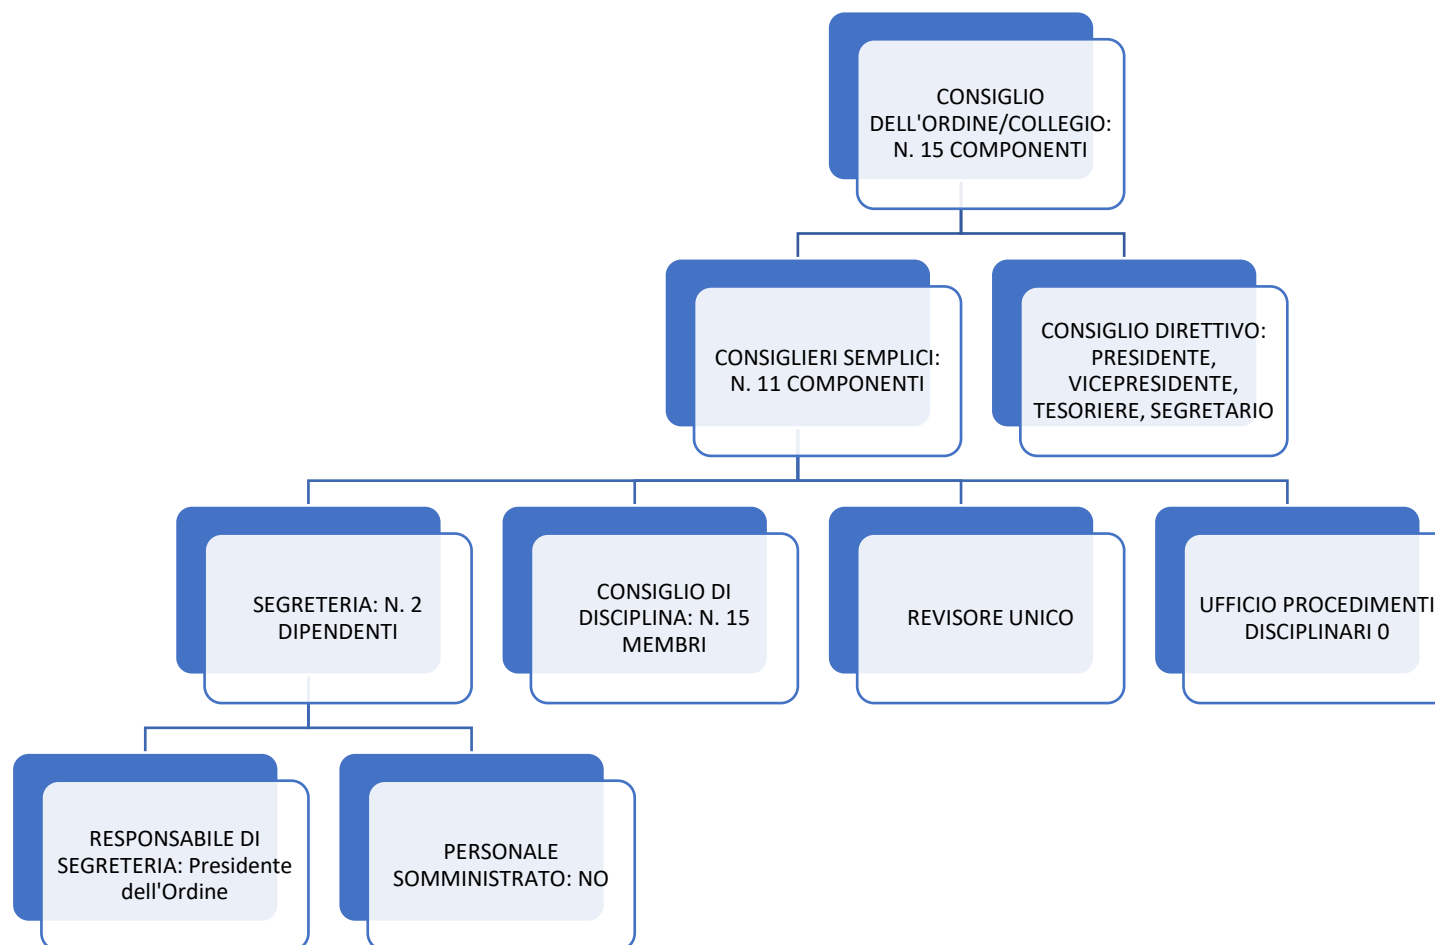 CONSIGLIO
DELL'ORDINE/COLLEGIO:
N. 15 COMPONENTI
CONSIGLIERI SEMPLICI:
N. 11 COMPONENTI
CONSIGLIO DIRETTIVO:
PRESIDENTE,
VICEPRESIDENTE,
TESORIERE, SEGRETARIO
SEGRETERIA: N. 2
DIPENDENTI
CONSIGLIO DI
DISCIPLINA: N. 15
MEMBRI
REVISORE UNICO
UFFICIO PROCEDIMENTI
DISCIPLINARI 0
RESPONSABILE DI
SEGRETERIA: Presidente
dell'Ordine
PERSONALE
SOMMINISTRATO: NO